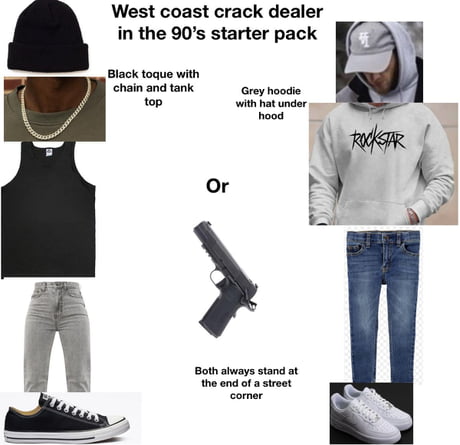 West coast crack dealer
in the 90's starter pack
Black toque with
chain and tank
top
Grey hoodie
with hat under
hood
ROCKSTAR
Or
Both always stand at
the end of a street
corner